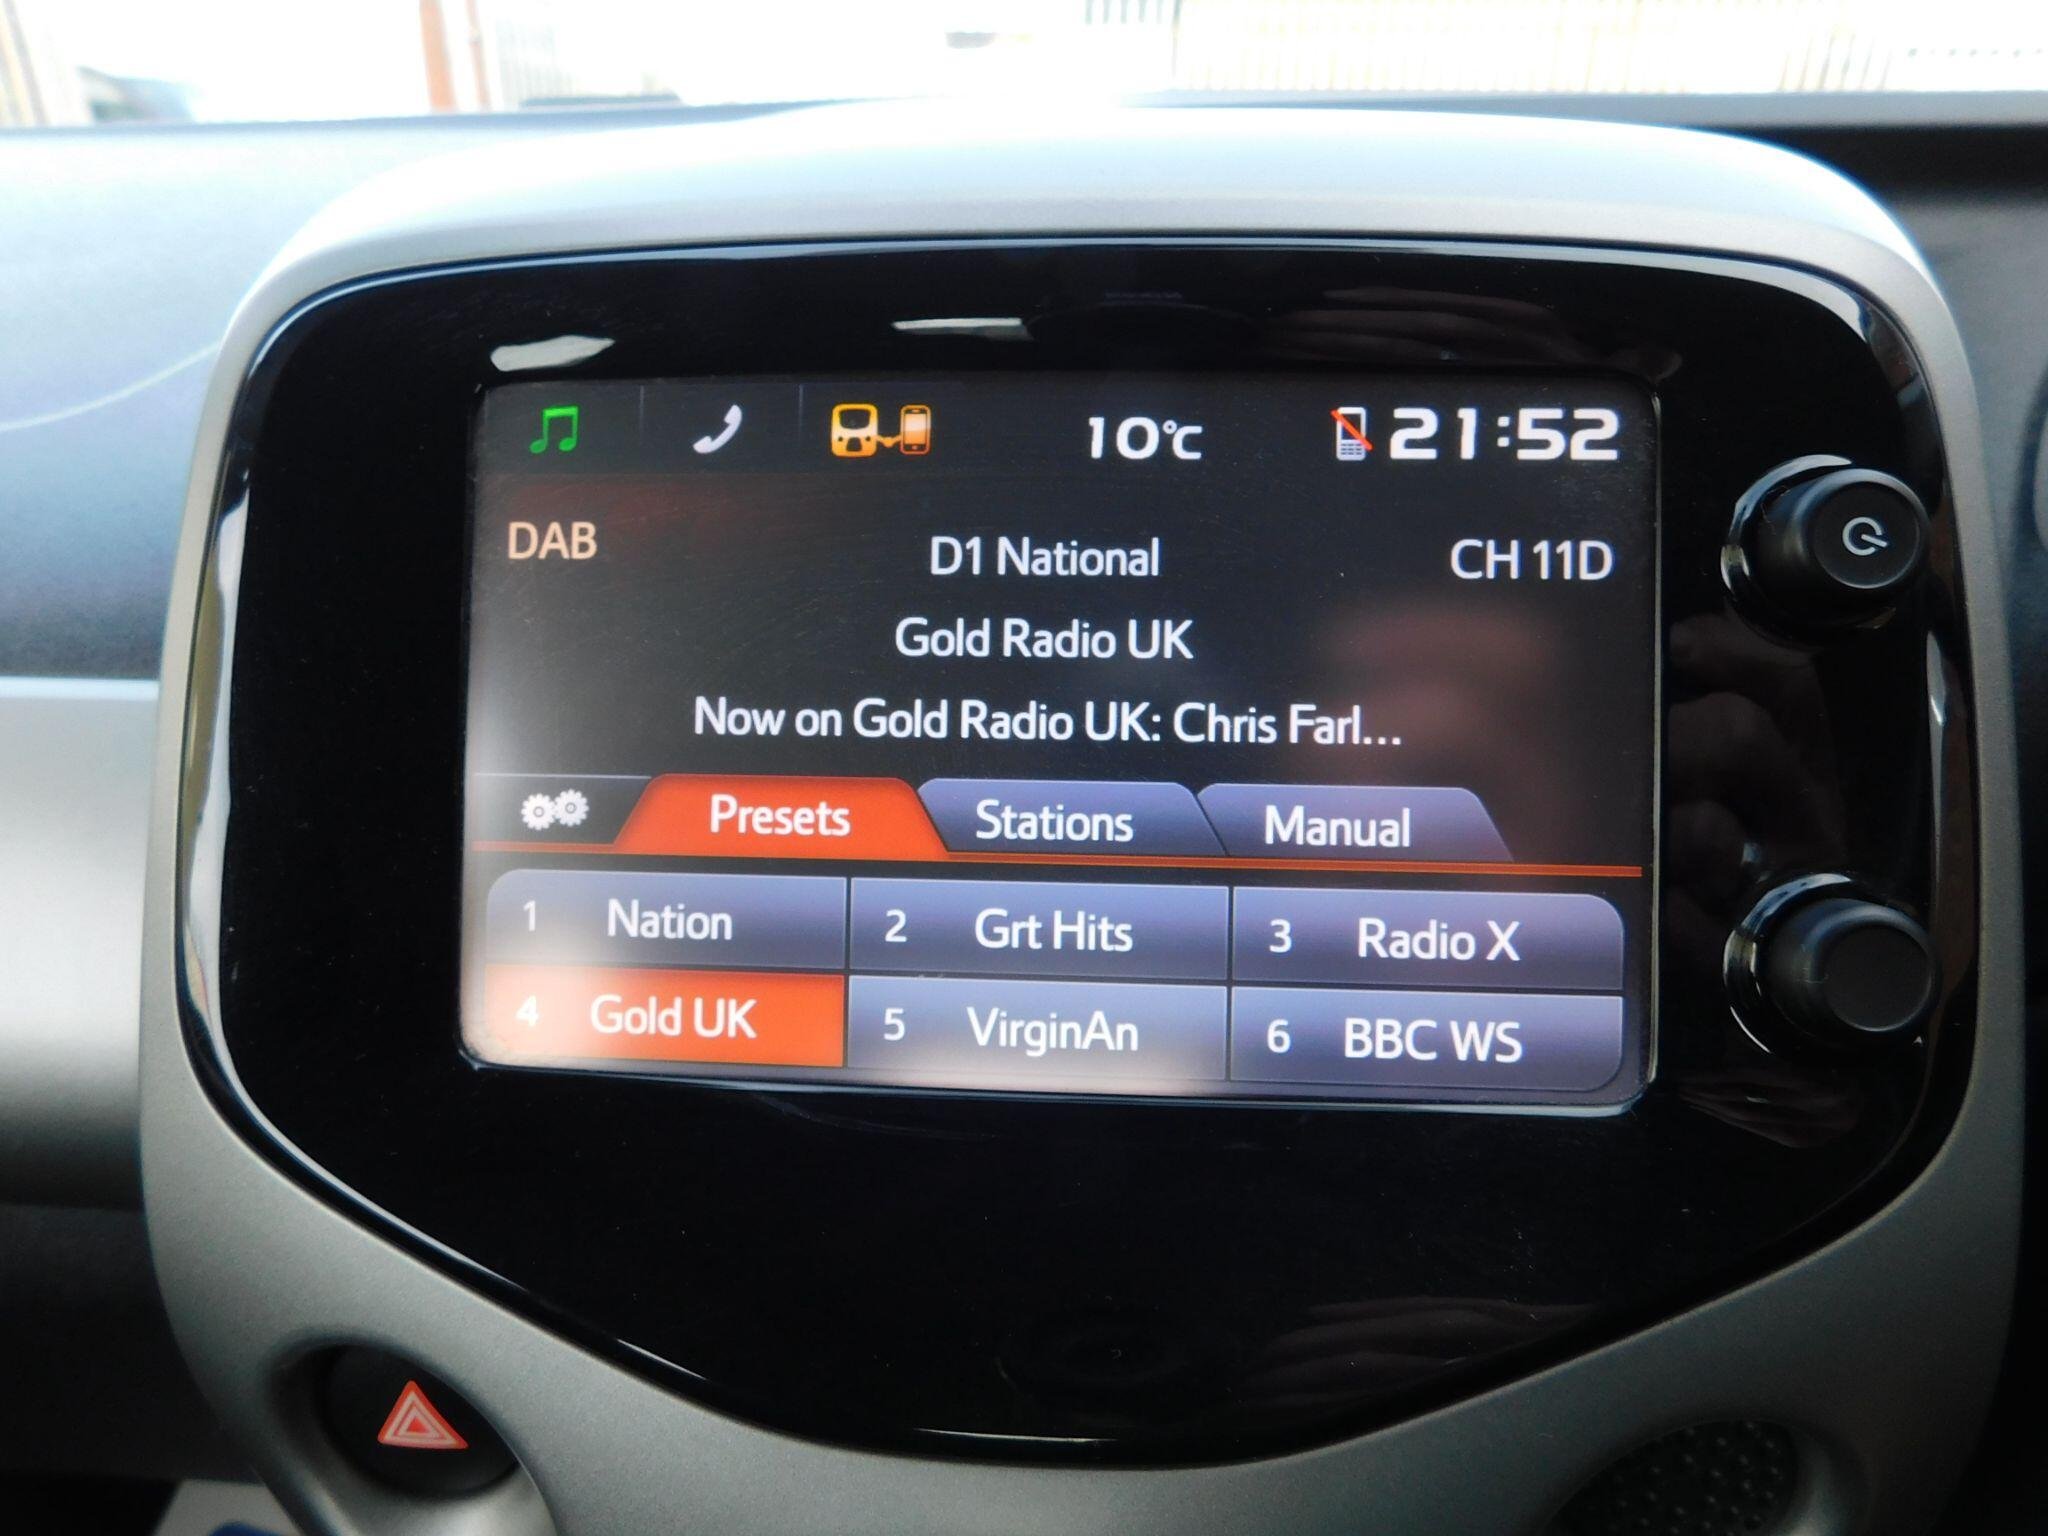 10°C 21:52
DAB D1 National CH 11D
Gold Radio UK
Now on Gold Radio UK: Chris Farl...
Presets Stations Manual
1 Nation 2 Grt Hits 3 Radio X
4 Gold UK 5 VirginAn 6 BBC WS